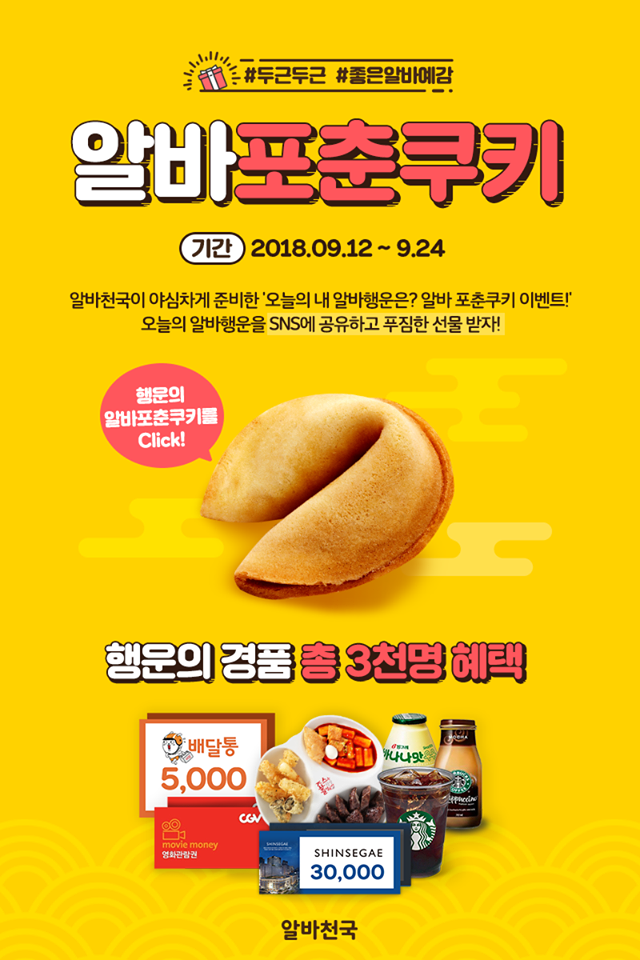 #두근두근 #좋은알바예감
알바포춘쿠키
기간 2018.09.12 ~ 9.24
알바천국이 야심차게 준비한 '오늘의 내 알바행운은? 알바 포춘쿠키 이벤트!'
오늘의 알바행운을 SNS에 공유하고 푸짐한 선물 받자!
행운의
알바포춘쿠키를
Click!
행운의 경품 총 3천명 혜택
배달통
5,000
바나나맛
CGV
movie money
영화관람권
SHINSEGAE
SHINSEGAE
30,000
알바천국